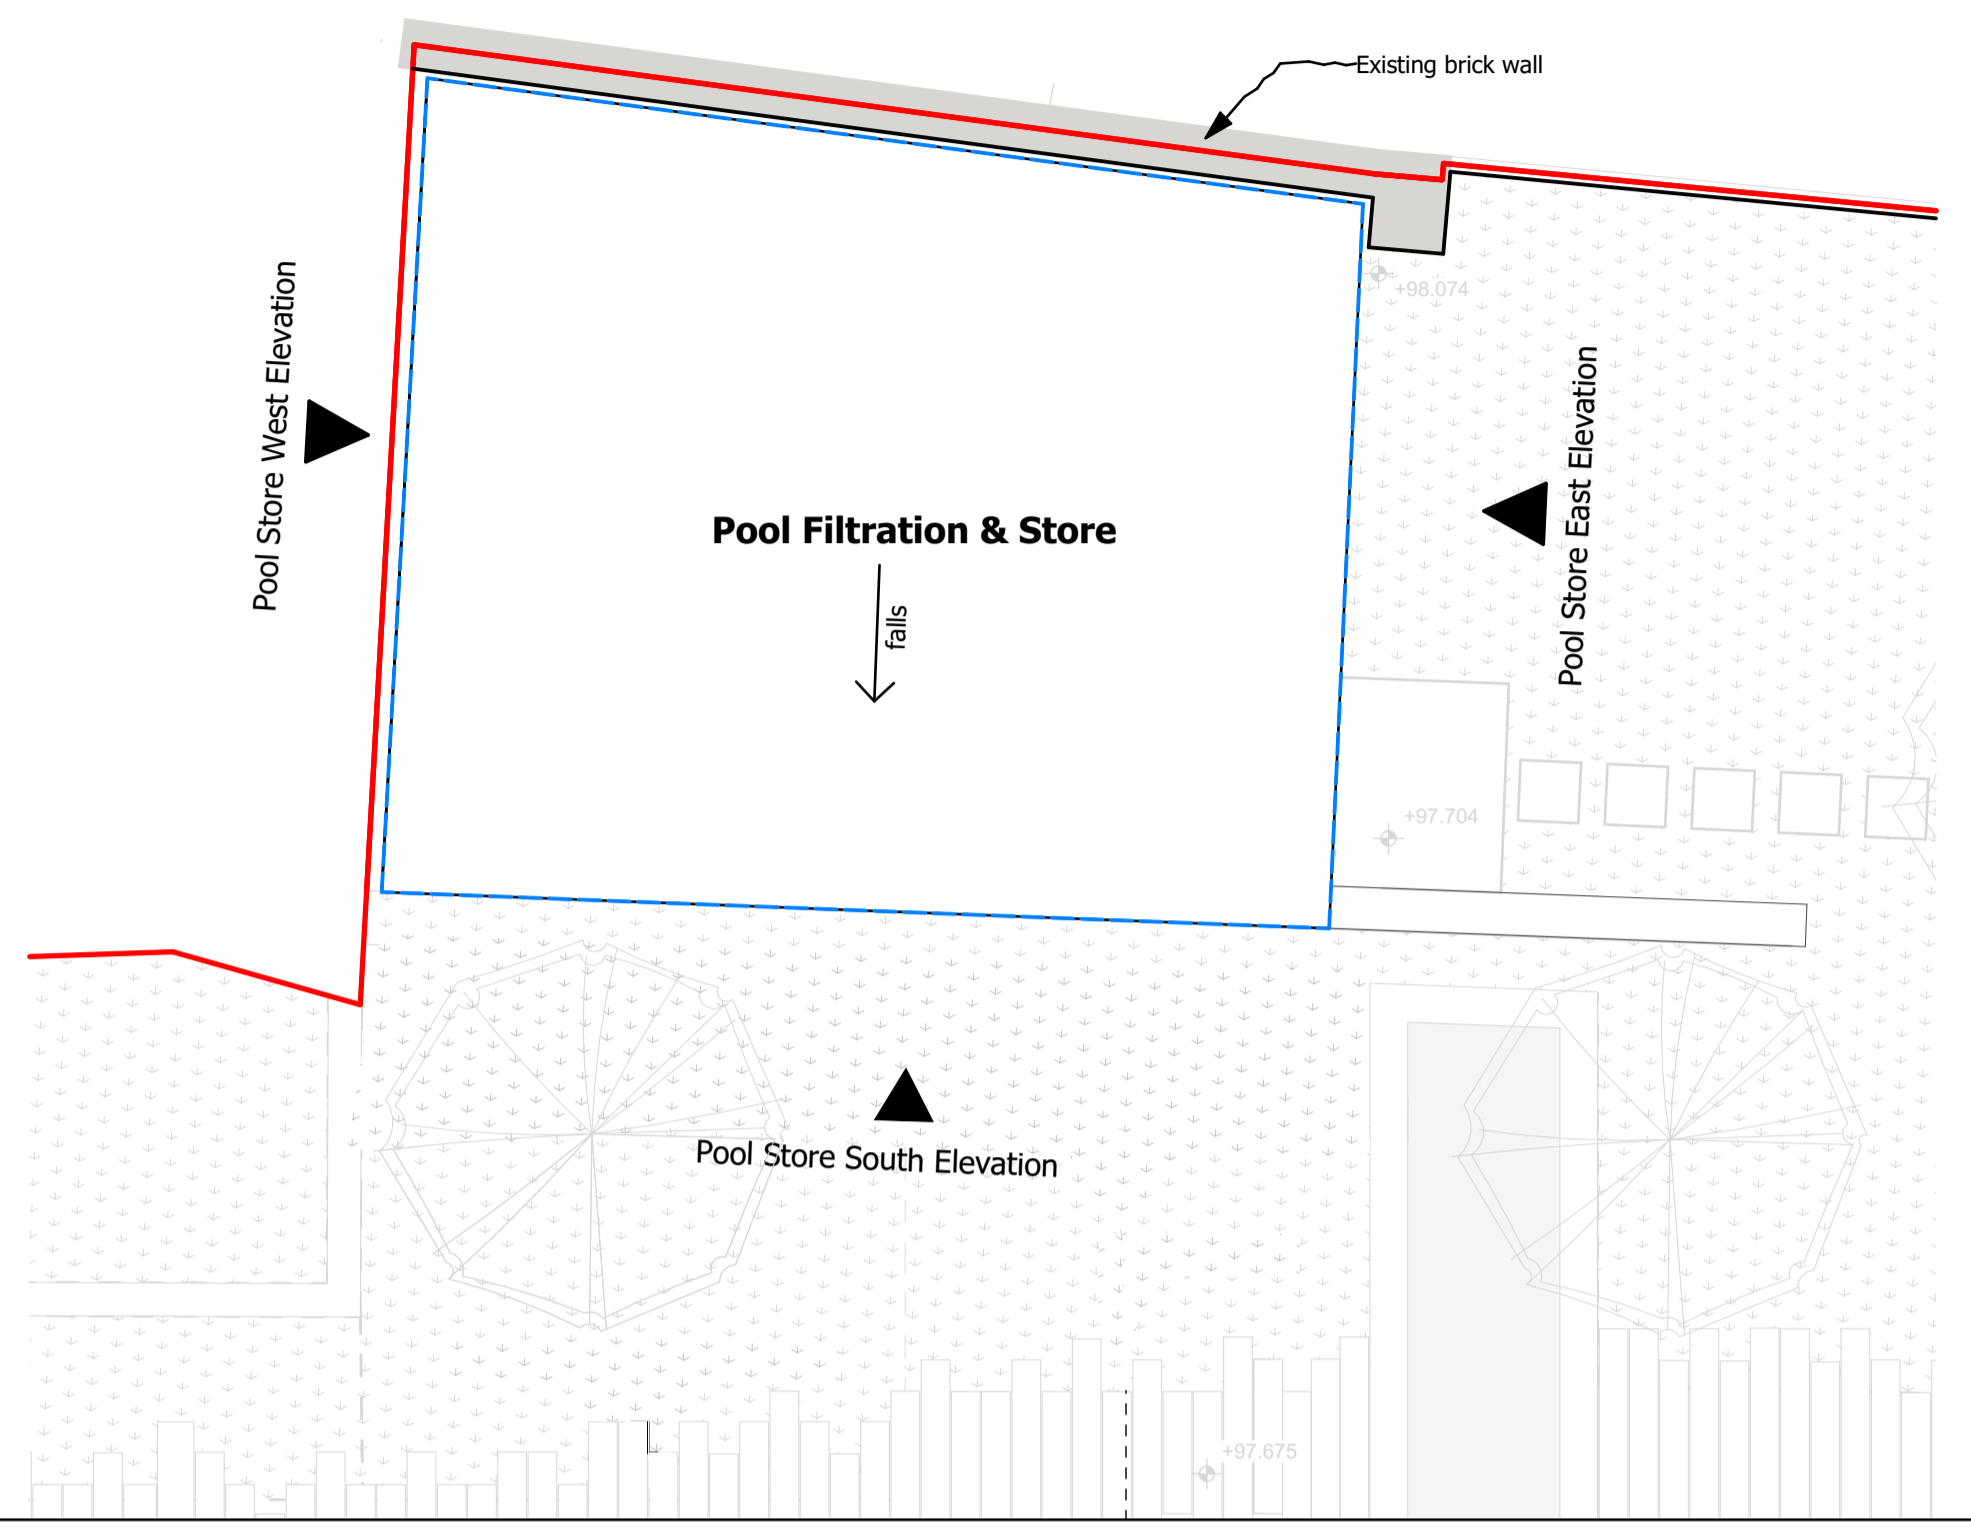 Existing brick wall
+98.074
Pool Store West Elevation
Pool Store East Elevation
Pool Filtration & Store
falls
+97.704
Pool Store South Elevation
+97.675